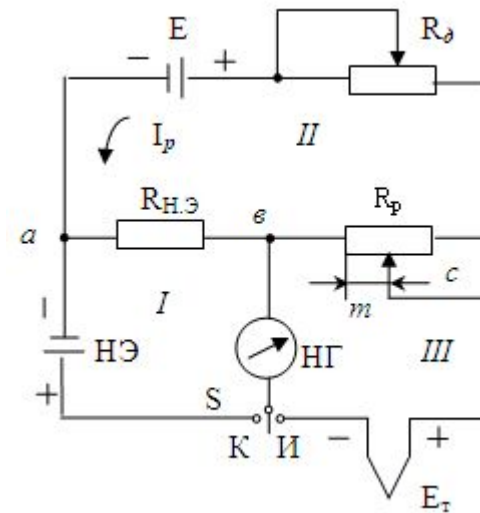 E
− +
R∂
II
Iр
RН.Э
в
Rр
а
m
с
I
−
НЭ
НГ
III
+
S
К И
− +
Eт